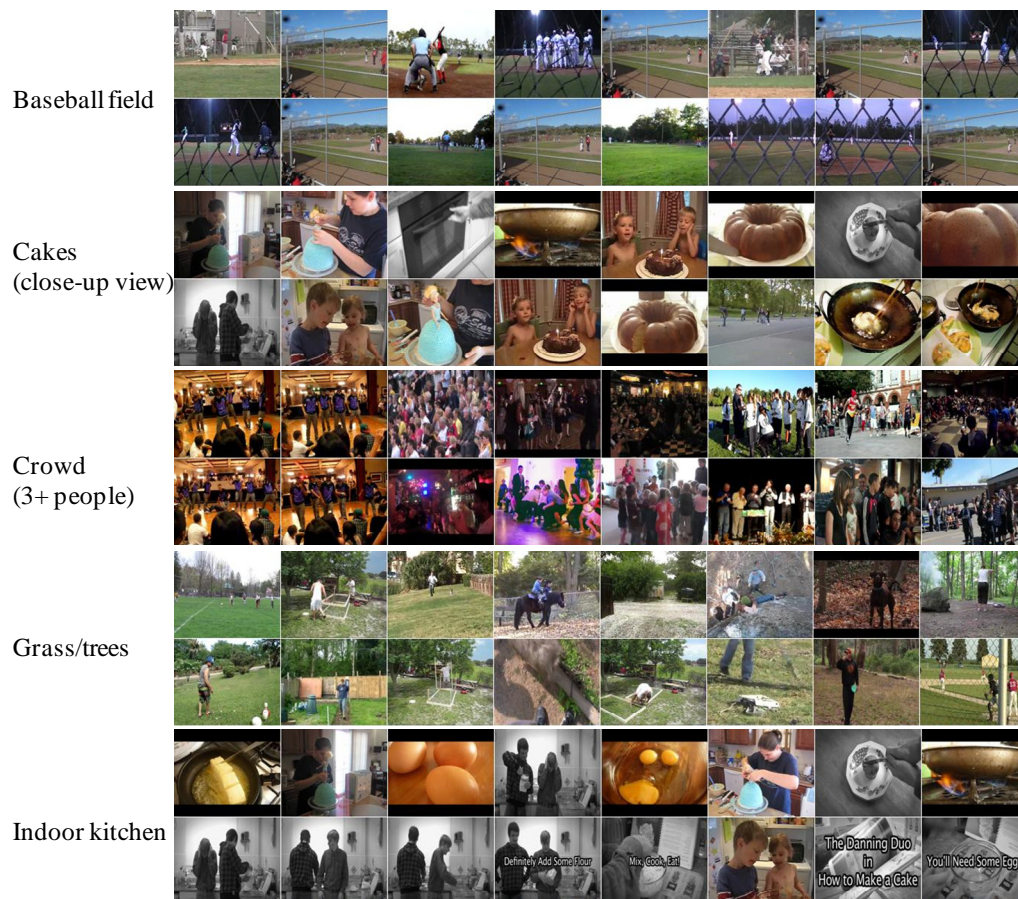 Baseball field
Cakes
(close-up view)
Crowd
(3+ people)
Grass/trees
Indoor kitchen
Definitely Add Some Flour
Mix, Cook, Eat!
The Danning Duo
in
How to Make a Cake
You'll Need Some Egg